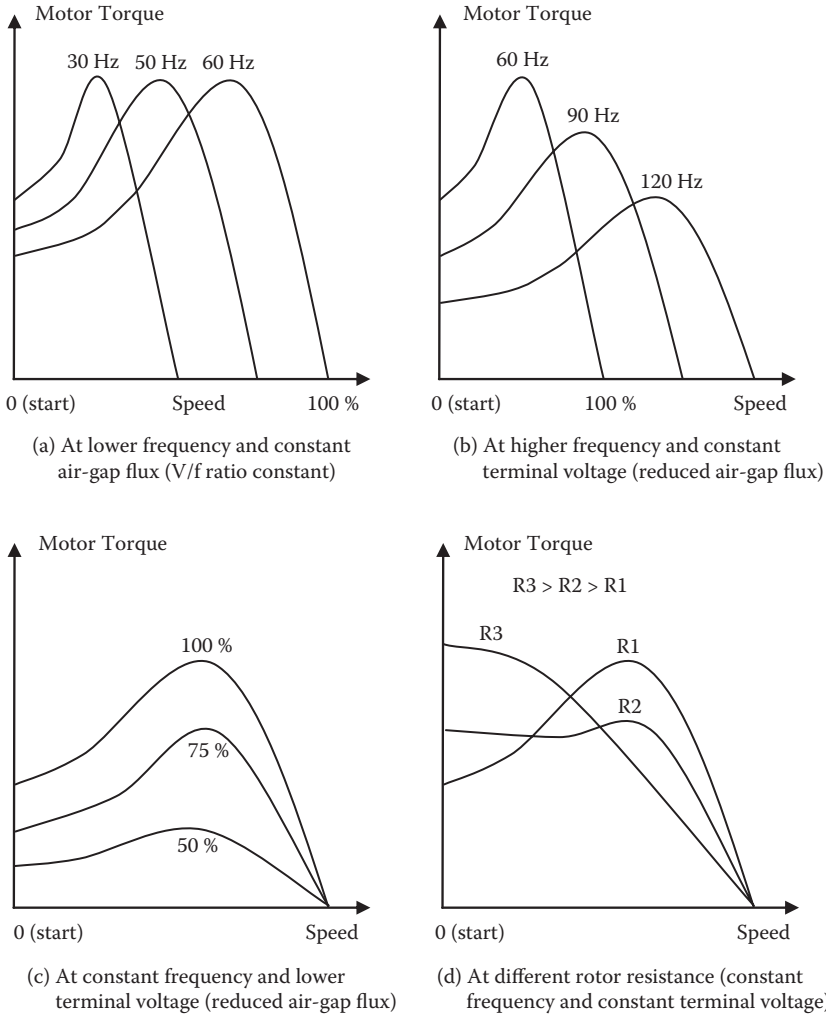 Motor Torque
30 Hz 50 Hz 60 Hz
0 (start) Speed 100 %
(a) At lower frequency and constant
air-gap flux (V/f ratio constant)
Motor Torque
60 Hz
90 Hz
120 Hz
0 (start) 100 % Speed
(b) At higher frequency and constant
terminal voltage (reduced air-gap flux)
Motor Torque
100 %
75 %
50 %
0 (start) Speed
(c) At constant frequency and lower
terminal voltage (reduced air-gap flux)
Motor Torque
R3 > R2 > R1
R3
R1
R2
0 (start) Speed
(d) At different rotor resistance (constant
frequency and constant terminal voltage)